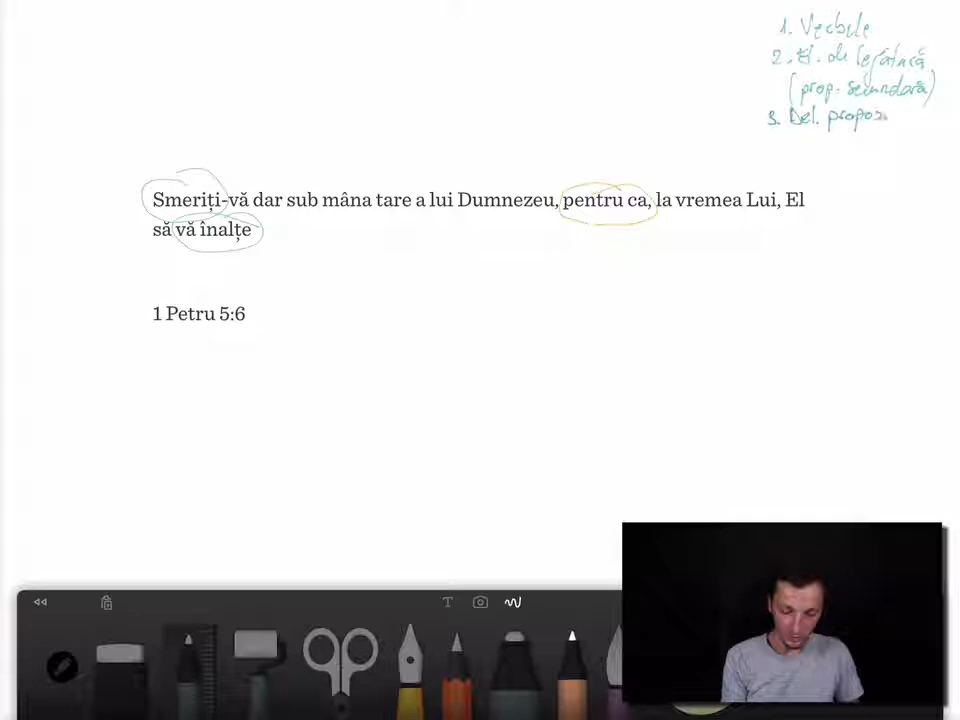 1. Verbele
2. El. de legătură
(prop. secundară)
3. Del. propoz
Smeriți-vă dar sub mâna tare a lui Dumnezeu, pentru ca, la vremea Lui, El
să vă înalțe
1 Petru 5:6
T